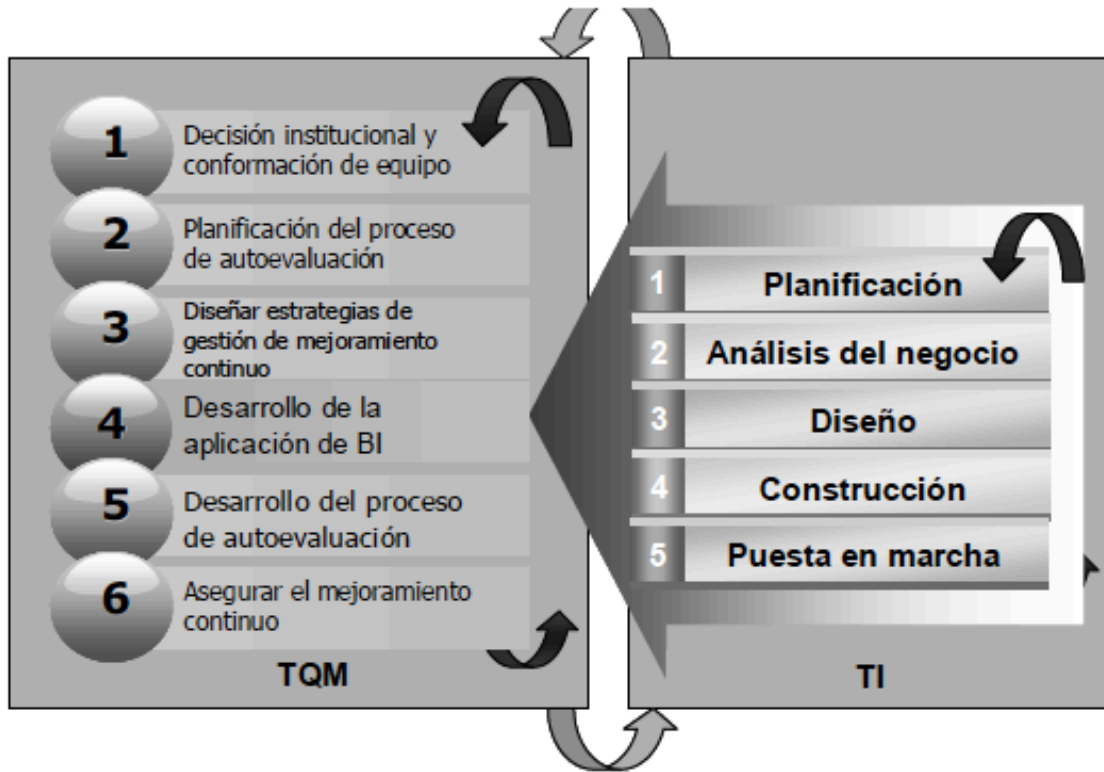 1
Decisión institucional y
conformación de equipo
2
Planificación del proceso
de autoevaluación
3
Diseñar estrategias de
gestión de mejoramiento
continuo
4
Desarrollo de la
aplicación de BI
5
Desarrollo del proceso
de autoevaluación
6
Asegurar el mejoramiento
continuo
TQM
1 Planificación
2 Análisis del negocio
3 Diseño
4 Construcción
5 Puesta en marcha
TI